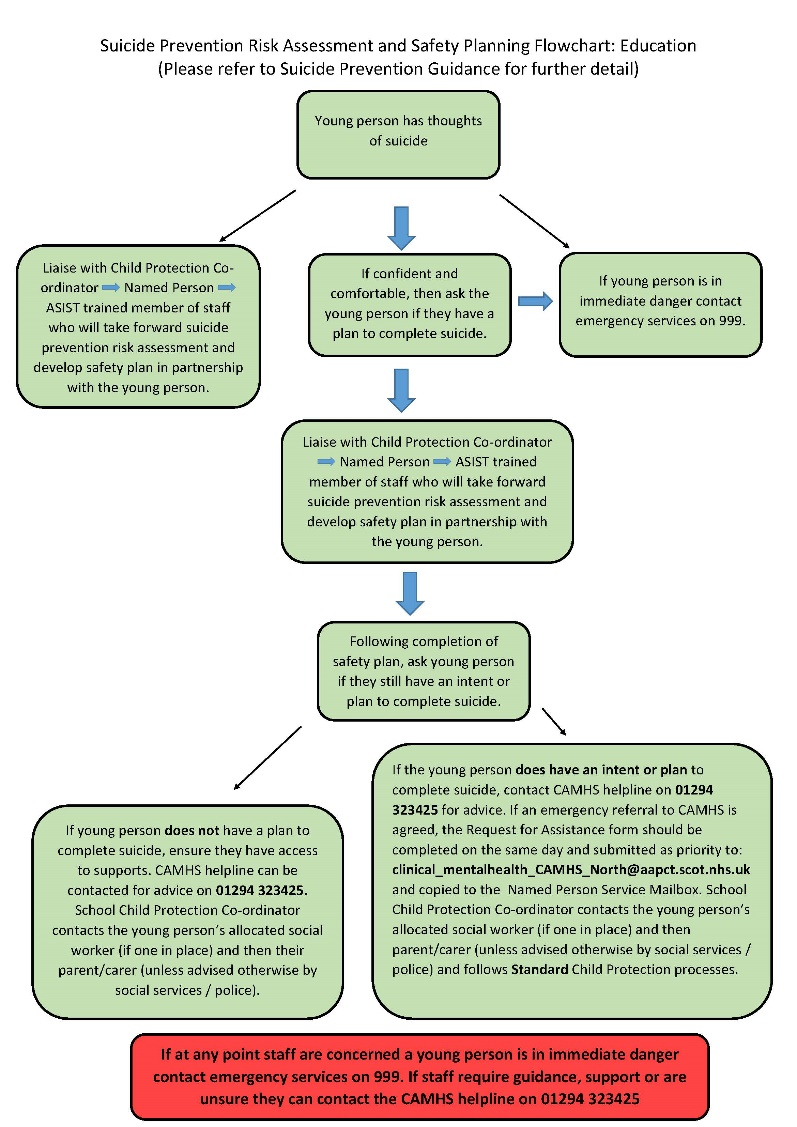 Suicide Prevention Risk Assessment and Safety Planning Flowchart: Education
(Please refer to Suicide Prevention Guidance for further detail)
Young person has thoughts
of suicide
Liaise with Child Protection Co-
ordinator Named Person
ASIST trained member of staff
who will take forward suicide
prevention risk assessment and
develop safety plan in partnership
with the young person.
If confident and
comfortable, then ask the
young person if they have a
plan to complete suicide.
If young person is in
immediate danger contact
emergency services on 999.
Liaise with Child Protection Co-ordinator
Named Person ASIST trained
member of staff who will take forward
suicide prevention risk assessment and
develop safety plan in partnership with
the young person.
Following completion of
safety plan, ask young person
if they still have an intent or
plan to complete suicide.
If young person does not have a plan to
complete suicide, ensure they have access
to supports. CAMHS helpline can be
contacted for advice on 01294 323425.
School Child Protection Co-ordinator
contacts the young person's allocated social
worker (if one in place) and then their
parent/carer (unless advised otherwise by
social services / police).
If the young person does have an intent or plan to
complete suicide, contact CAMHS helpline on 01294
323425 for advice. If an emergency referral to CAMHS is
agreed, the Request for Assistance form should be
completed on the same day and submitted as priority to:
clinical_mentalhealth_CAMHS_North@aapct.scot.nhs.uk
and copied to the Named Person Service Mailbox. School
Child Protection Co-ordinator contacts the young person's
allocated social worker (if one in place) and then
parent/carer (unless advised otherwise by social services /
police) and follows Standard Child Protection processes.
If at any point staff are concerned a young person is in immediate danger
contact emergency services on 999. If staff require guidance, support or are
unsure they can contact the CAMHS helpline on 01294 323425